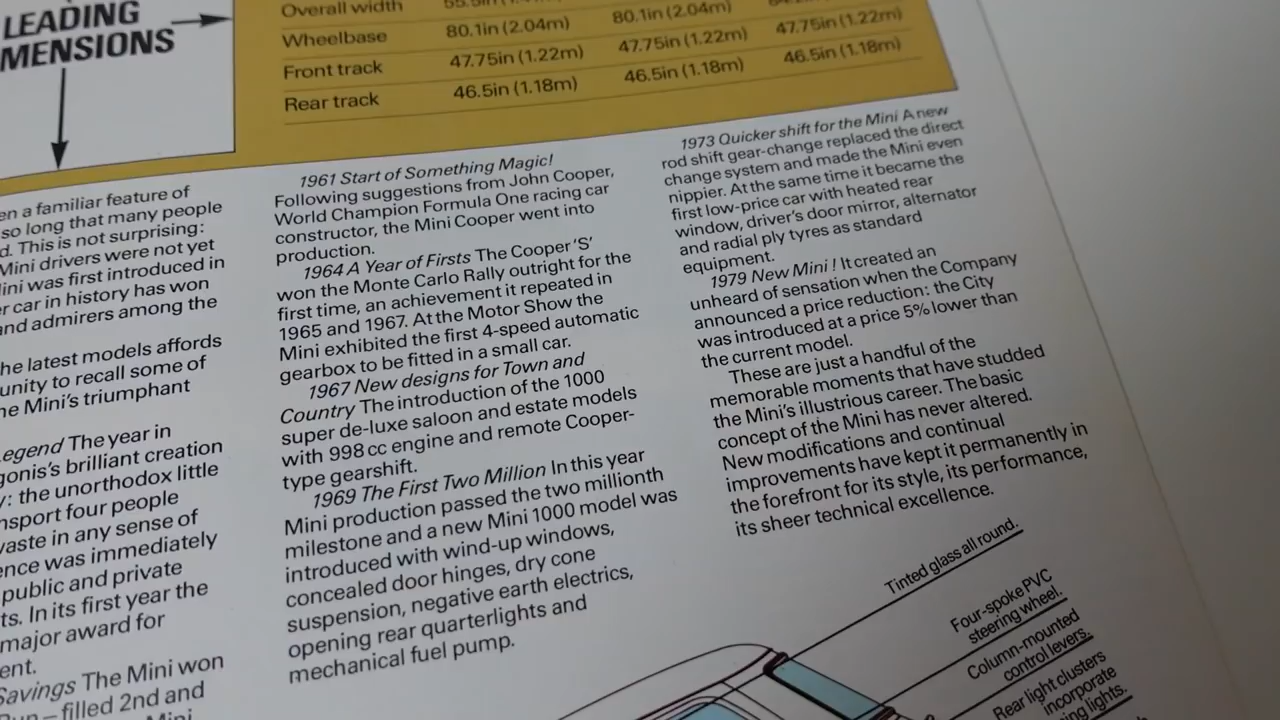 LEADING
MENSIONS
Overall width
Wheelbase 80.1in (2.04m) 80.1in (2.04m)
Front track 47.75in (1.22m) 47.75in (1.22m) 47.75in (1.22m)
Rear track 46.5in (1.18m) 46.5in (1.18m) 46.5in (1.18m)
en a familiar feature of
so long that many people
d. This is not surprising:
Mini drivers were not yet
ini was first introduced in
r car in history has won
and admirers among the
he latest models affords
unity to recall some of
ne Mini's triumphant
egend The year in
gonis's brilliant creation
y: the unorthodox little
nsport four people
vaste in any sense of
ence was immediately
public and private
ts. In its first year the
major award for
ent.
Savings The Mini won
Run – filled 2nd and
Mini
1961 Start of Something Magic!
Following suggestions from John Cooper,
World Champion Formula One racing car
constructor, the Mini Cooper went into
production.
1964 A Year of Firsts The Cooper 'S'
won the Monte Carlo Rally outright for the
first time, an achievement it repeated in
1965 and 1967. At the Motor Show the
Mini exhibited the first 4-speed automatic
gearbox to be fitted in a small car.
1967 New designs for Town and
Country The introduction of the 1000
super de-luxe saloon and estate models
with 998 cc engine and remote Cooper-
type gearshift.
1969 The First Two Million In this year
Mini production passed the two millionth
milestone and a new Mini 1000 model was
introduced with wind-up windows,
concealed door hinges, dry cone
suspension, negative earth electrics,
opening rear quarterlights and
mechanical fuel pump.
1973 Quicker shift for the Mini A new
rod shift gear-change replaced the direct
change system and made the Mini even
nippier. At the same time it became the
first low-price car with heated rear
window, driver's door mirror, alternator
and radial ply tyres as standard
equipment.
1979 New Mini! It created an
unheard of sensation when the Company
announced a price reduction: the City
was introduced at a price 5% lower than
the current model.
These are just a handful of the
memorable moments that have studded
the Mini's illustrious career. The basic
concept of the Mini has never altered.
New modifications and continual
improvements have kept it permanently in
the forefront for its style, its performance,
its sheer technical excellence.
Tinted glass all round.
Four-spoke PVC
steering wheel.
Column-mounted
control levers.
Rear light clusters
incorporate
ing lights.